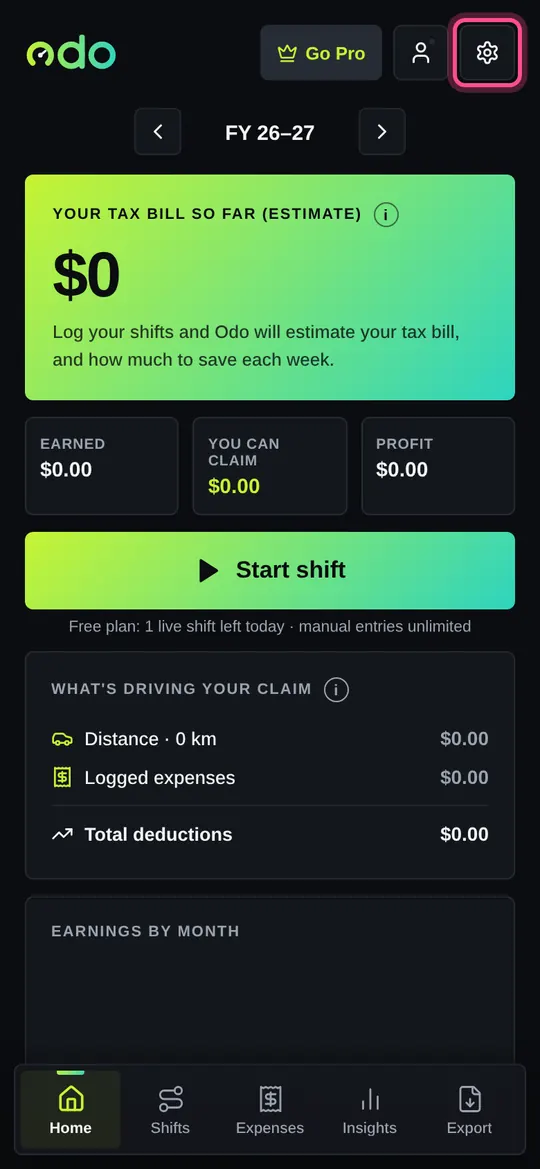 odo
Go Pro
FY 26–27
YOUR TAX BILL SO FAR (ESTIMATE) i
$0
Log your shifts and Odo will estimate your tax bill,
and how much to save each week.
EARNED
$0.00
YOU CAN
CLAIM
$0.00
PROFIT
$0.00
Start shift
Free plan: 1 live shift left today · manual entries unlimited
WHAT'S DRIVING YOUR CLAIM i
Distance · 0 km $0.00
Logged expenses $0.00
Total deductions $0.00
EARNINGS BY MONTH
Home Shifts Expenses Insights Export